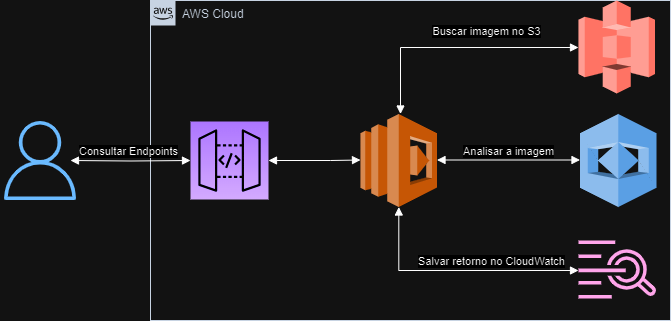 aws
AWS Cloud
Buscar imagem no S3
Consultar Endpoints
</>
Analisar a imagem
Salvar retorno no CloudWatch